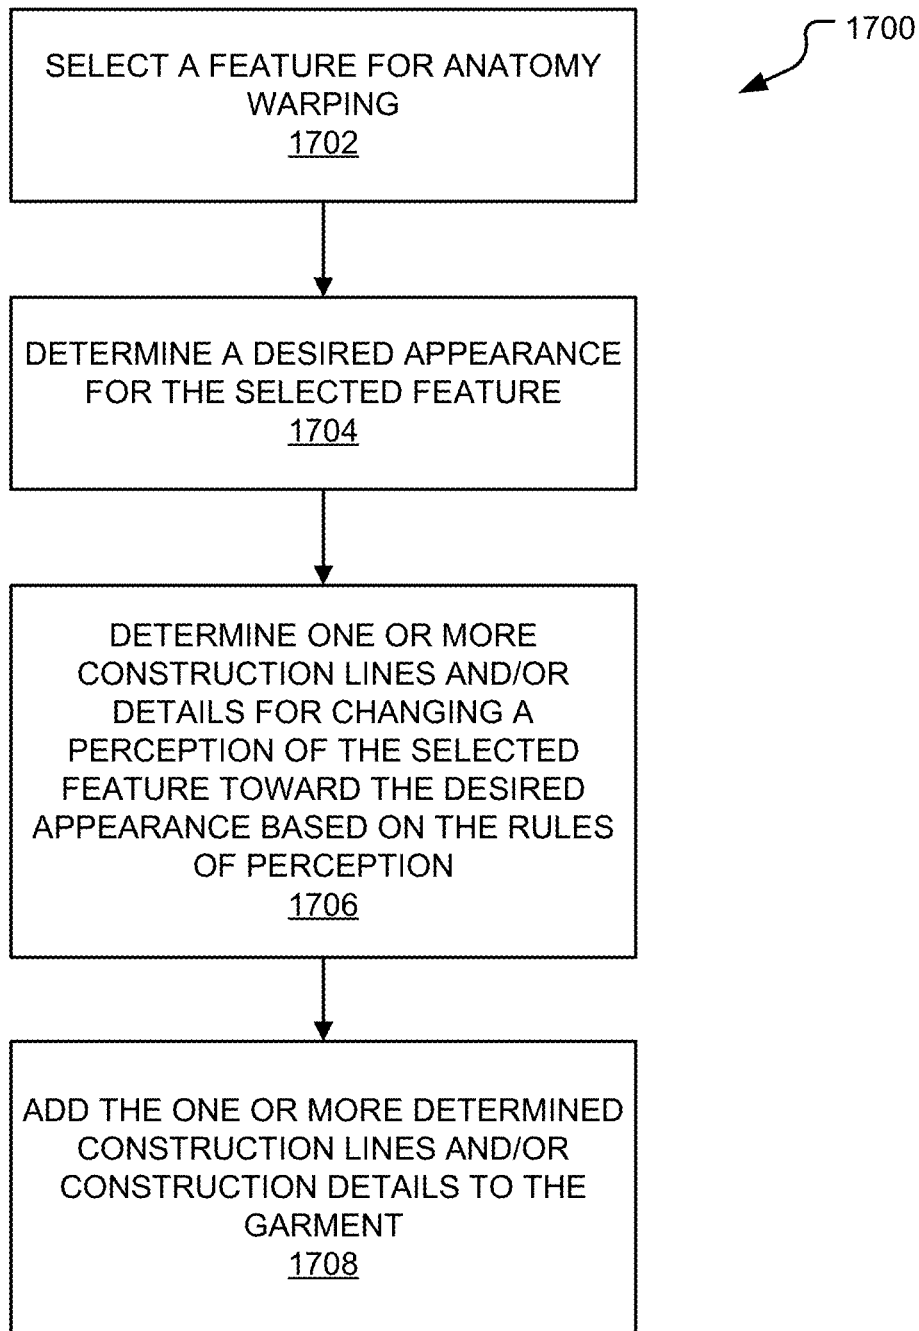 1700
SELECT A FEATURE FOR ANATOMY
WARPING
1702
DETERMINE A DESIRED APPEARANCE
FOR THE SELECTED FEATURE
1704
DETERMINE ONE OR MORE
CONSTRUCTION LINES AND/OR
DETAILS FOR CHANGING A
PERCEPTION OF THE SELECTED
FEATURE TOWARD THE DESIRED
APPEARANCE BASED ON THE RULES
OF PERCEPTION
1706
ADD THE ONE OR MORE DETERMINED
CONSTRUCTION LINES AND/OR
CONSTRUCTION DETAILS TO THE
GARMENT
1708